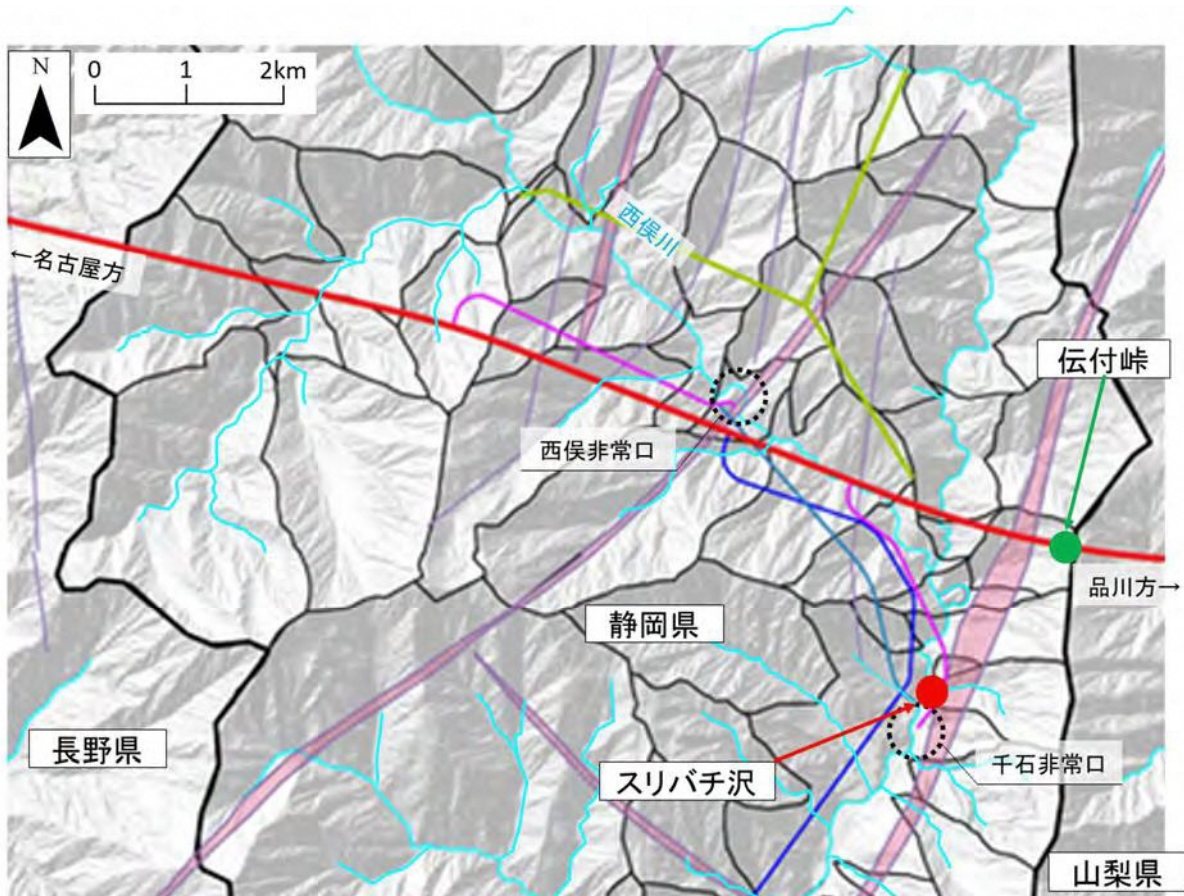 N
0 1 2km
西俣川
←名古屋方
伝付峠
西俣非常口
品川方→
静岡県
長野県
スリバチ沢
千石非常口
山梨県